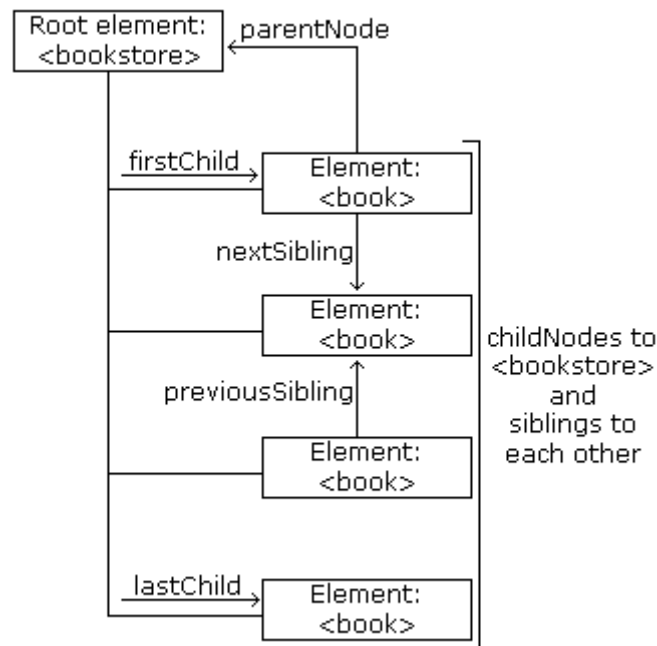 Root element:
<bookstore>
parentNode
firstChild
Element:
<book>
nextSibling
Element:
<book>
previousSibling
Element:
<book>
lastChild
Element:
<book>
childNodes to
<bookstore>
and
siblings to
each other